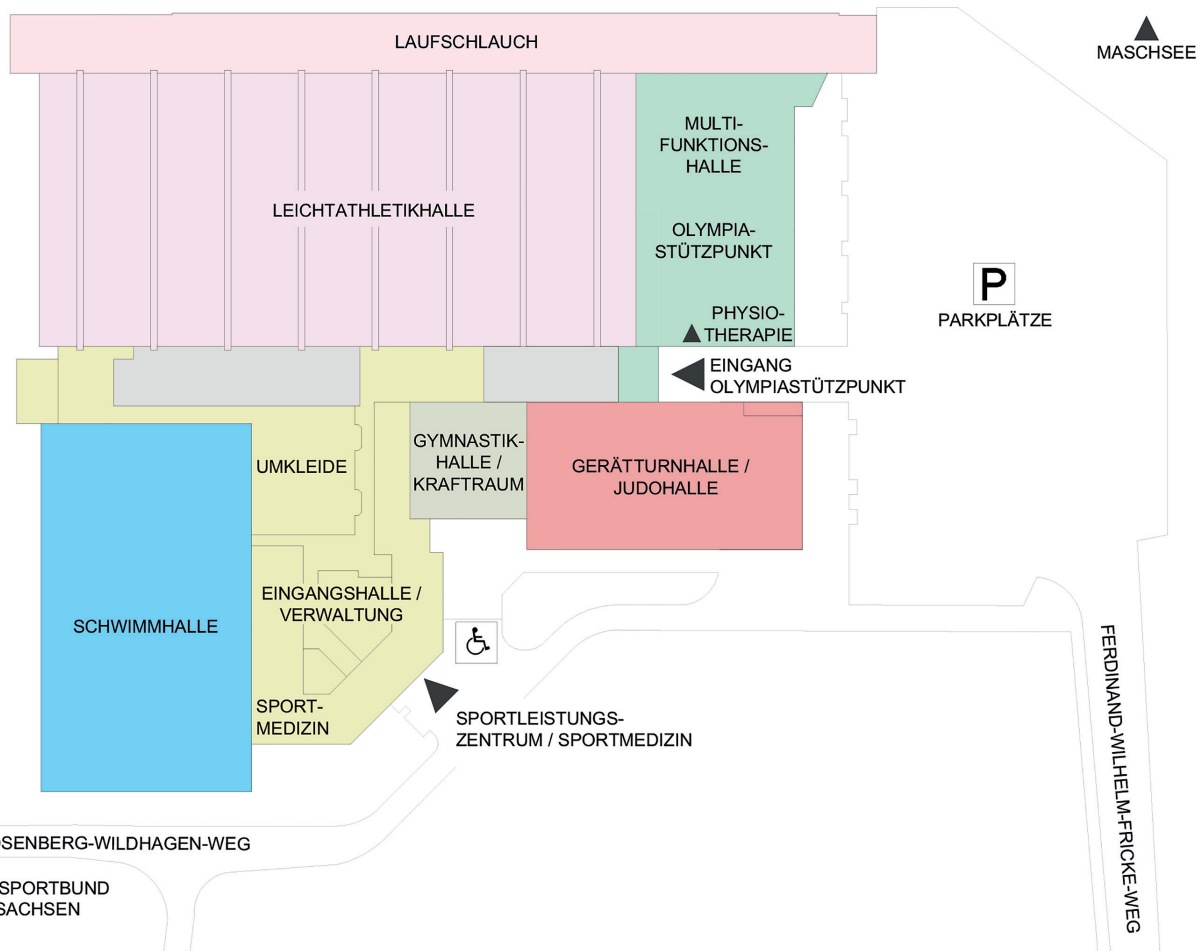 LAUFSCHLAUCH
MASCHSEE
MULTI-
FUNKTIONS-
HALLE
LEICHTATHLETIKHALLE
OLYMPIA-
STÜTZPUNKT
P
PARKPLÄTZE
PHYSIO-
THERAPIE
EINGANG
OLYMPIASTÜTZPUNKT
UMKLEIDE
GYMNASTIK-
HALLE /
KRAFTRAUM
GERÄTTURNHALLE /
JUDOHALLE
SCHWIMMHALLE
EINGANGSHALLE /
VERWALTUNG
SPORT-
MEDIZIN
SPORTLEISTUNGS-
ZENTRUM / SPORTMEDIZIN
FERDINAND-WILHELM-FRICKE-WEG
SENBERG-WILDHAGEN-WEG
SPORTBUND
SACHSEN